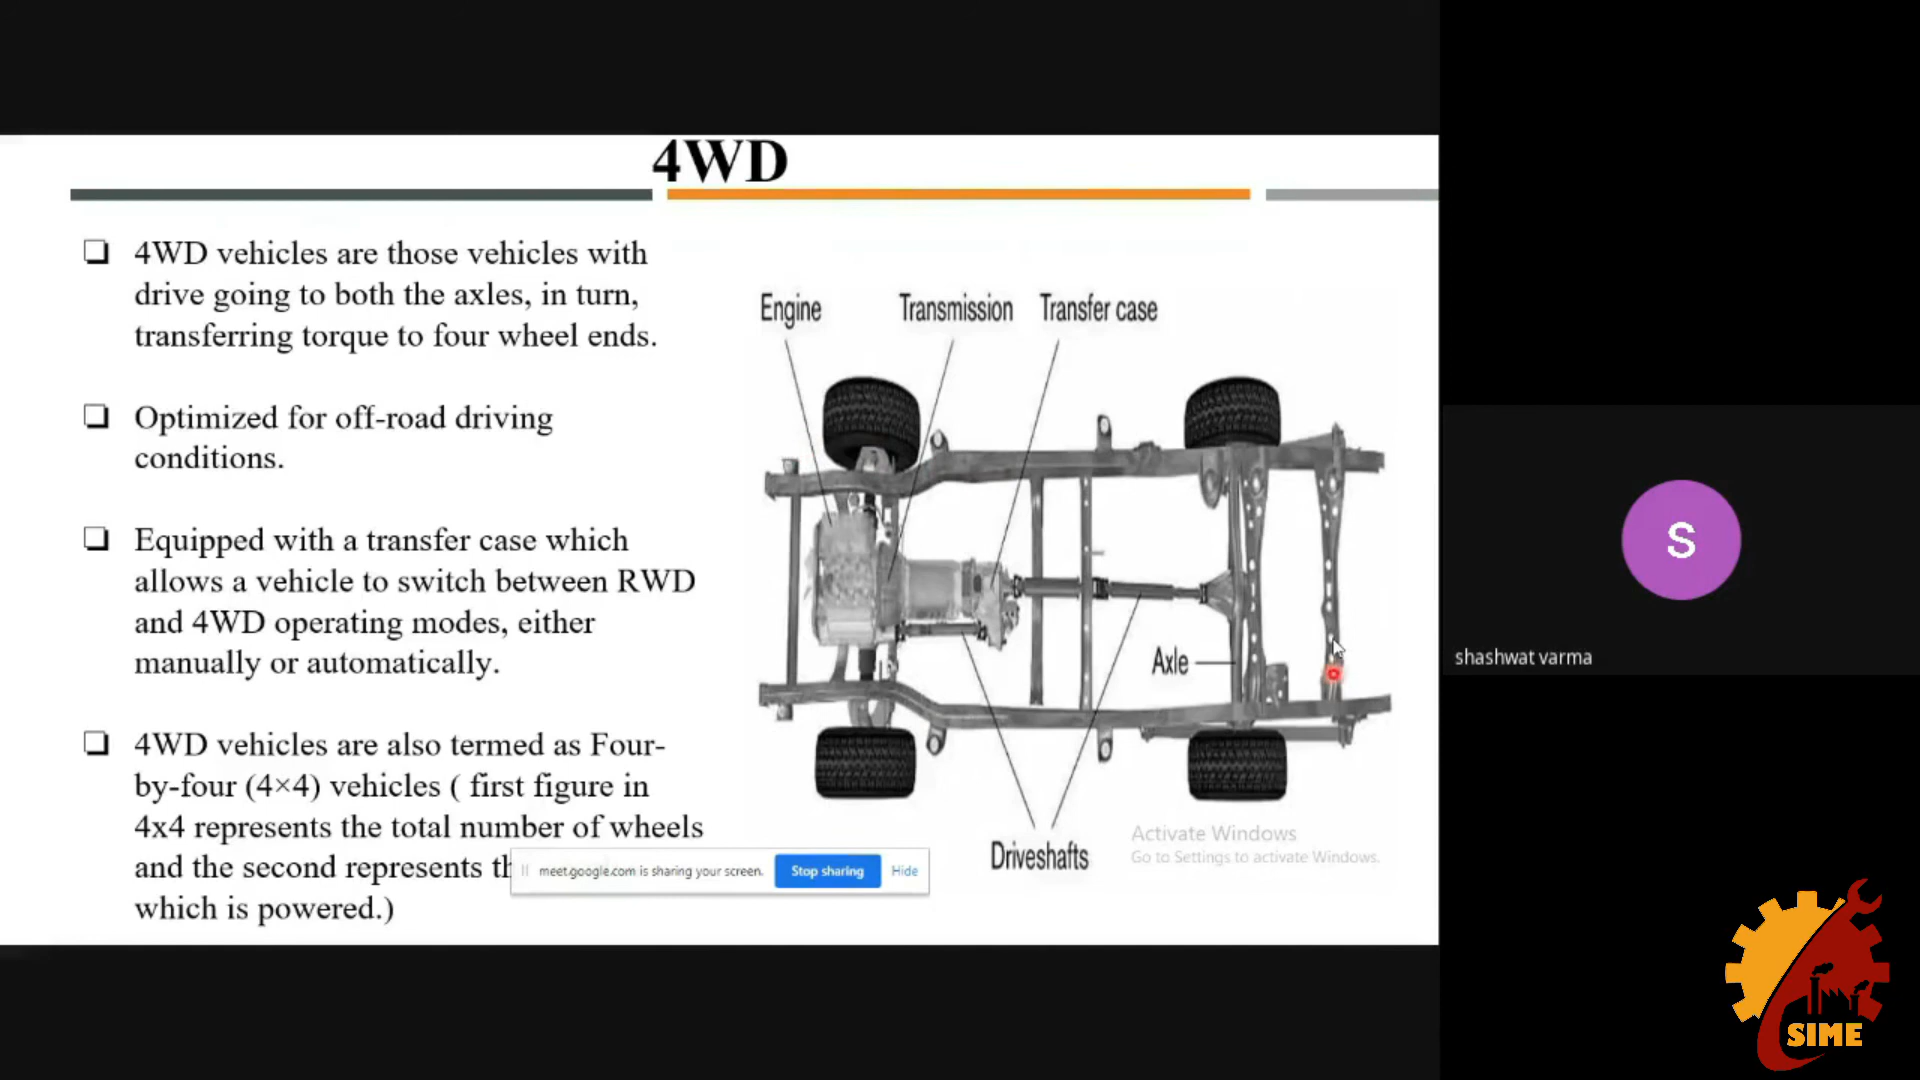 4WD
❑ 4WD vehicles are those vehicles with
drive going to both the axles, in turn,
transferring torque to four wheel ends.
❑ Optimized for off-road driving
conditions.
❑ Equipped with a transfer case which
allows a vehicle to switch between RWD
and 4WD operating modes, either
manually or automatically.
❑ 4WD vehicles are also termed as Four-
by-four (4×4) vehicles ( first figure in
4x4 represents the total number of wheels
and the second represents
which is powered.)
Engine
Transmission
Transfer case
Axle
Driveshafts
Activate Windows
Go to Settings to activate Windows.
meet.google.com is sharing your screen.
Stop sharing
Hide
S
shashwat varma
SIME